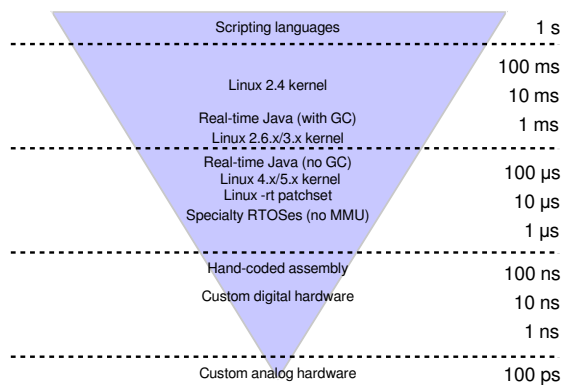 Scripting languages 1 s
100 ms
Linux 2.4 kernel
10 ms
Real-time Java (with GC)
1 ms
Linux 2.6.x/3.x kernel
Real-time Java (no GC)
100 µs
Linux 4.x/5.x kernel
Linux -rt patchset
10 µs
Specialty RTOSes (no MMU)
1 µs
Hand-coded assembly
100 ns
Custom digital hardware
10 ns
1 ns
Custom analog hardware 100 ps